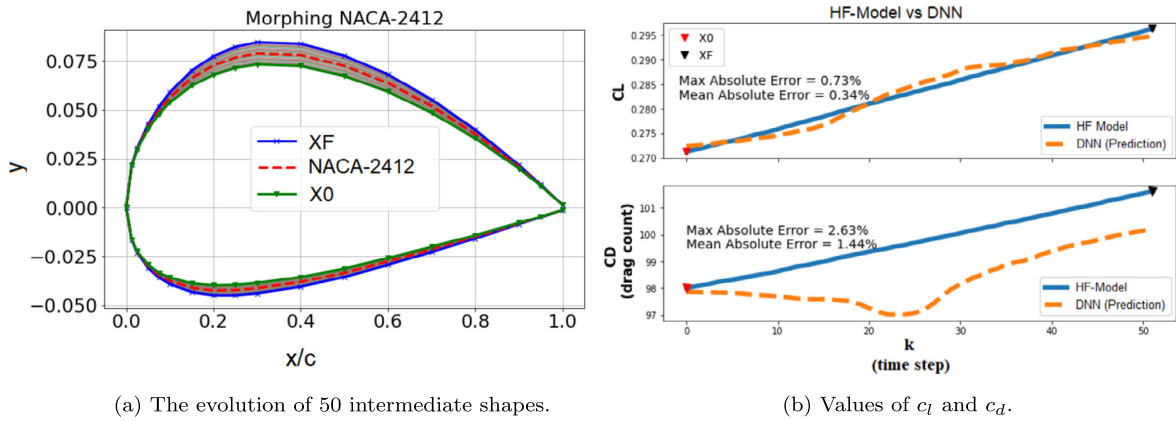 Morphing NACA-2412
0.075
0.050
0.025
0.000
−0.025
−0.050
y
XF
NACA-2412
X0
0.0
0.2
0.4
0.6
0.8
1.0
x/c
(a) The evolution of 50 intermediate shapes.
HF-Model vs DNN
0.295
0.290
0.285
0.280
0.275
0.270
CL
X0
XF
Max Absolute Error = 0.73%
Mean Absolute Error = 0.34%
HF Model
DNN (Prediction)
101
100
99
98
97
CD
(drag count)
Max Absolute Error = 2.63%
Mean Absolute Error = 1.44%
HF-Model
DNN (Prediction)
0
10
20
30
40
50
k
(time step)
(b) Values of cl and cd.